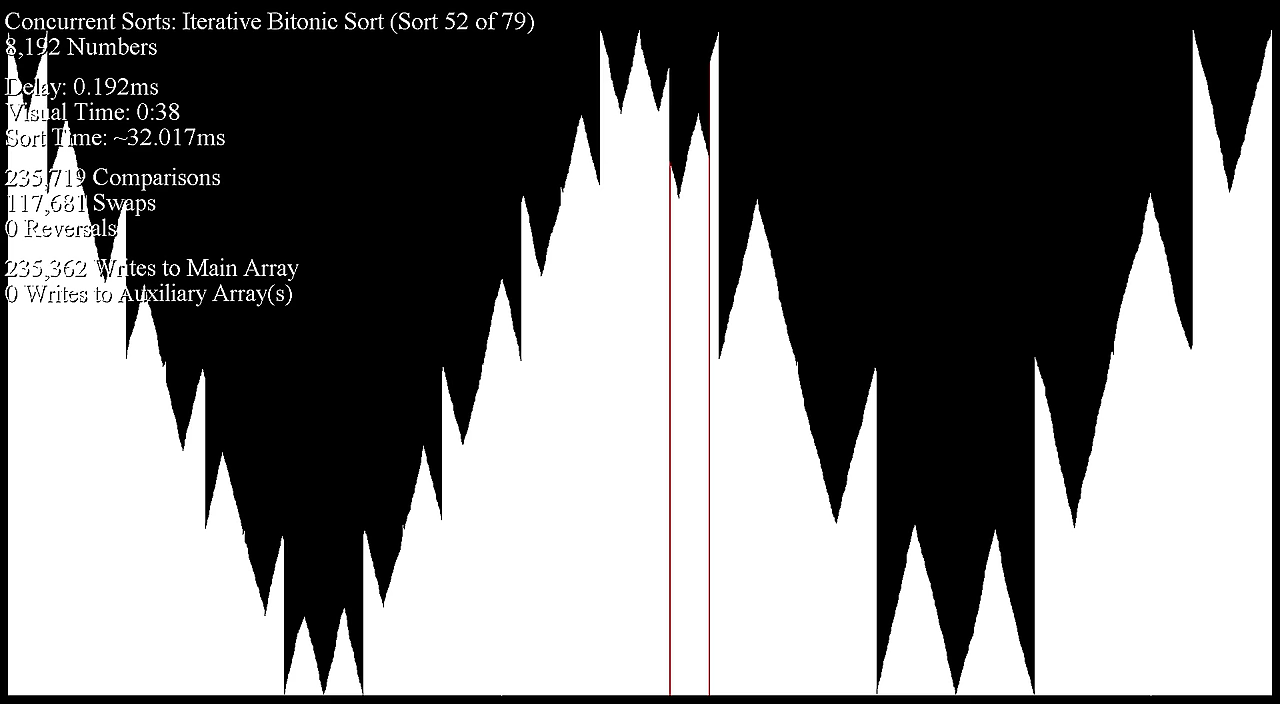 Concurrent Sorts: Iterative Bitonic Sort (Sort 52 of 79)
8,192 Numbers
Delay: 0.192ms
Visual Time: 0:38
Sort Time: ~32.017ms
235,719 Comparisons
117,681 Swaps
0 Reversals
235,362 Writes to Main Array
0 Writes to Auxiliary Array(s)